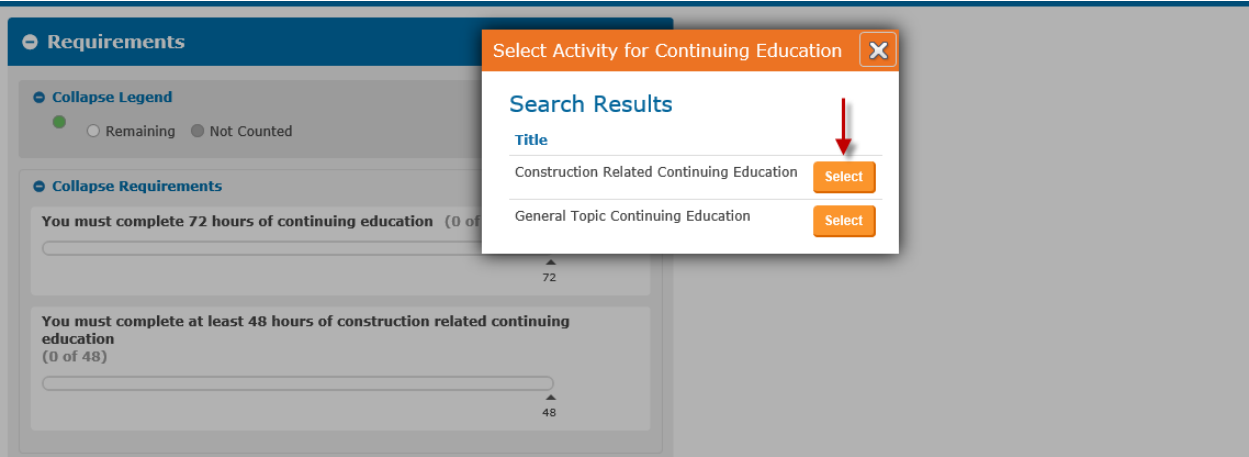 Requirements
Collapse Legend
Remaining Not Counted
Collapse Requirements
You must complete 72 hours of continuing education (0 of
72
You must complete at least 48 hours of construction related continuing
education
(0 of 48)
48
Select Activity for Continuing Education
Search Results
Title
Construction Related Continuing Education Select
General Topic Continuing Education Select